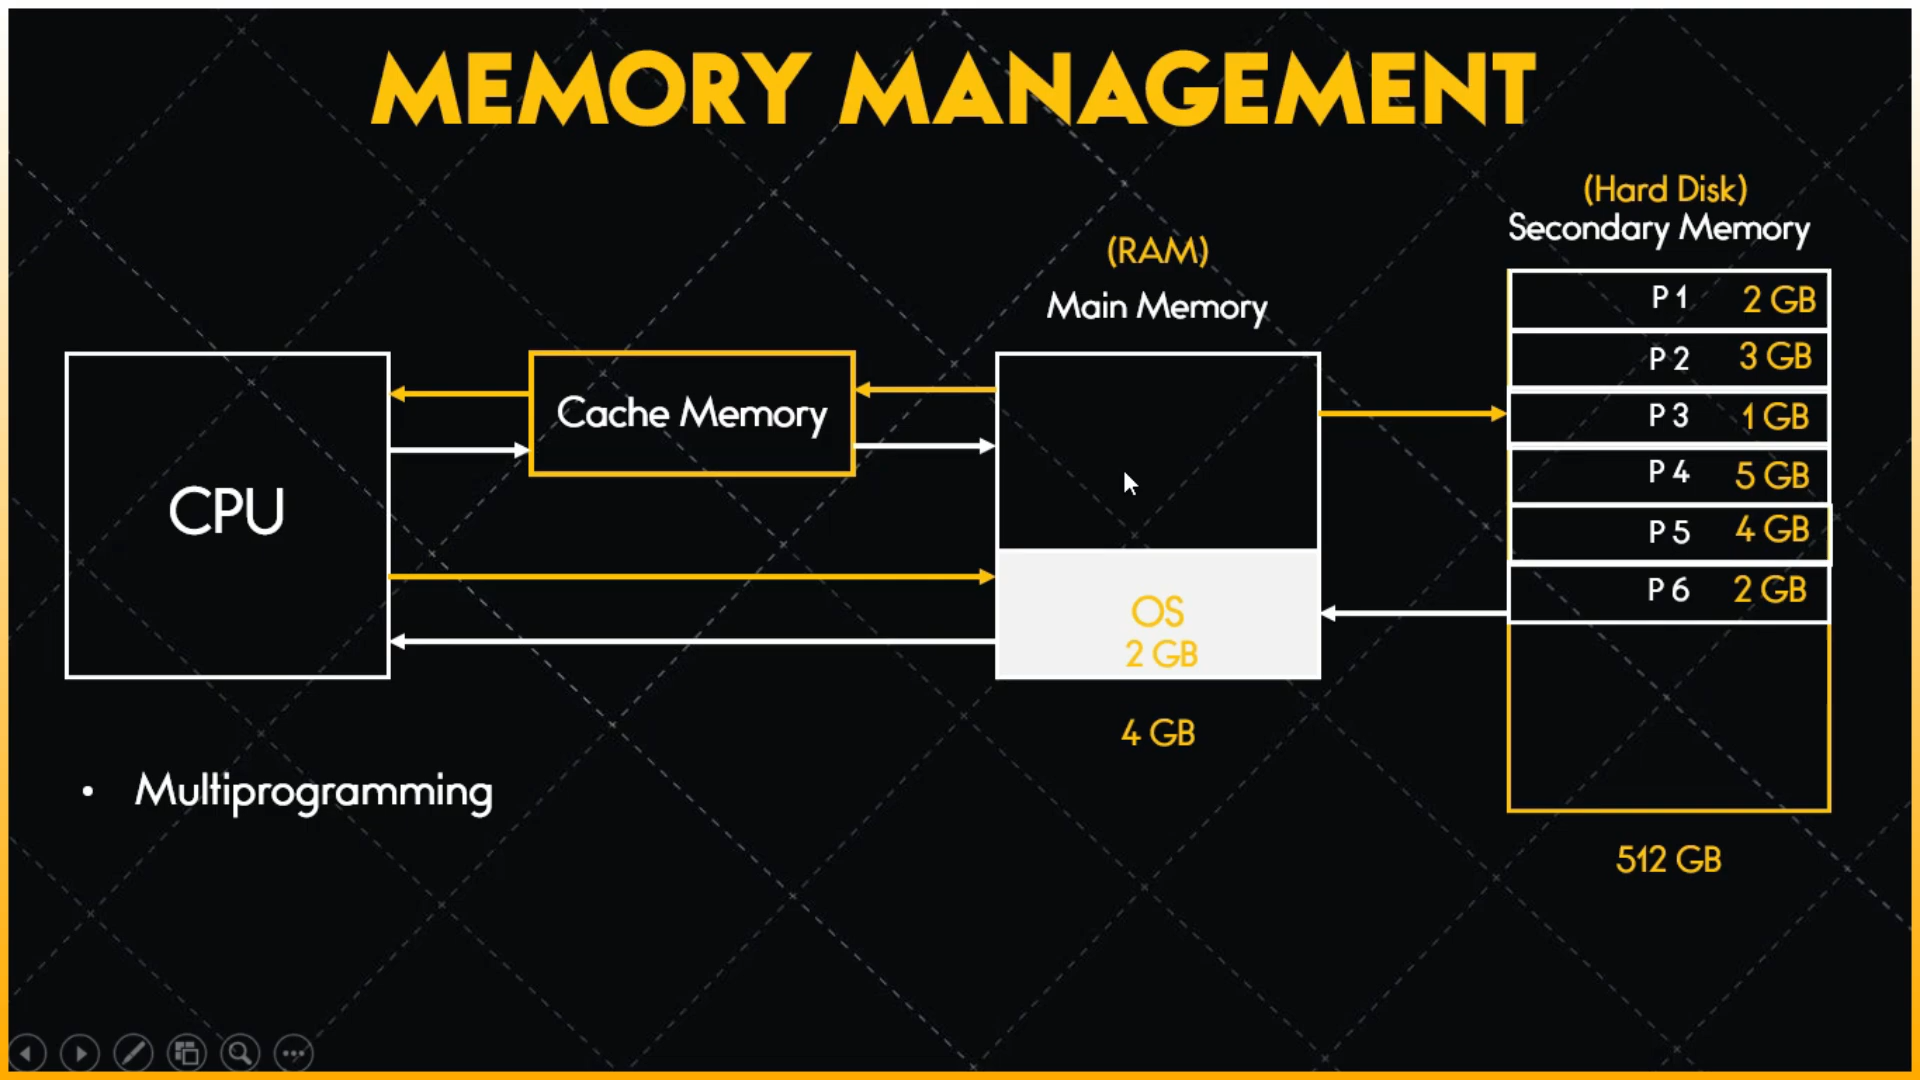 MEMORY MANAGEMENT
(Hard Disk)
Secondary Memory
(RAM)
Main Memory
P 1 2 GB
P 2 3 GB
P 3 1 GB
P 4 5 GB
P 5 4 GB
P 6 2 GB
Cache Memory
CPU
OS
2 GB
4 GB
512 GB
• Multiprogramming